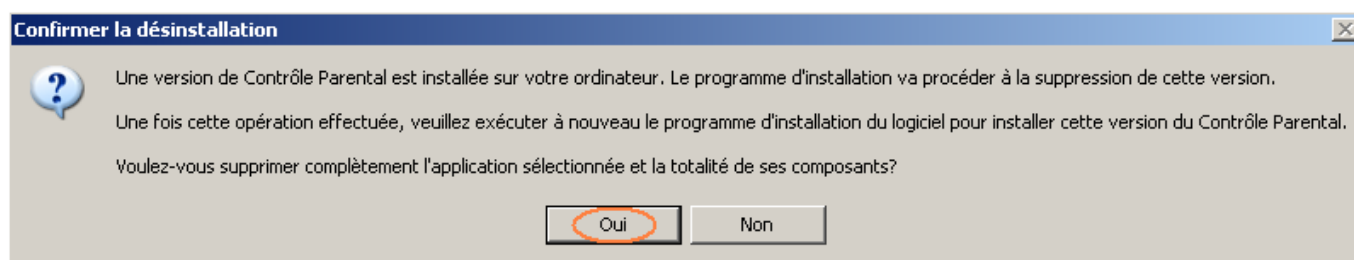 Confirmer la désinstallation
Une version de Contrôle Parental est installée sur votre ordinateur. Le programme d'installation va procéder à la suppression de cette version.
Une fois cette opération effectuée, veuillez exécuter à nouveau le programme d'installation du logiciel pour installer cette version du Contrôle Parental.
Voulez-vous supprimer complètement l'application sélectionnée et la totalité de ses composants?
Oui Non